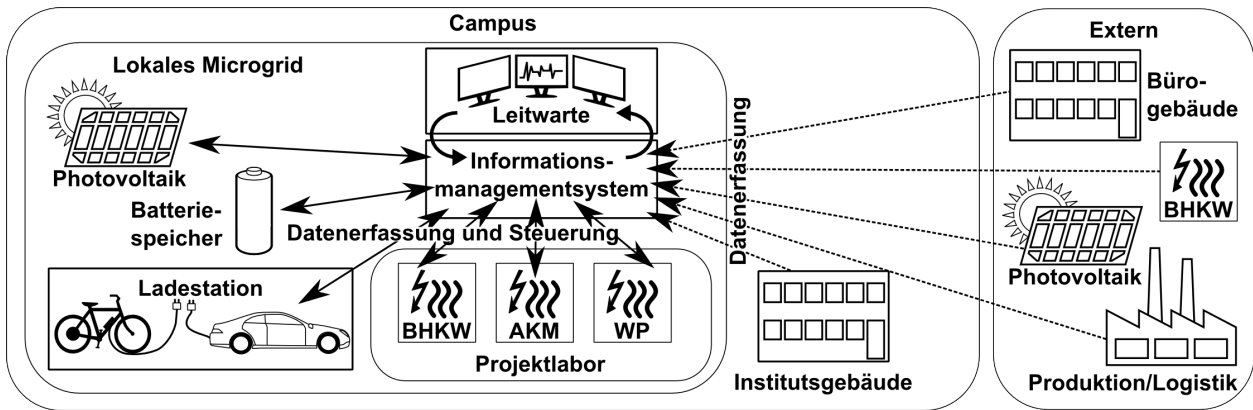 Campus
Lokales Microgrid
Leitwarte
Informations-
managementsystem
Photovoltaik
Batterie-
speicher
Datenerfassung und Steuerung
Ladestation
BHKW
AKM
WP
Projektlabor
Datenerfassung
Institutsgebäude
Extern
Büro-
gebäude
BHKW
Photovoltaik
Produktion/Logistik